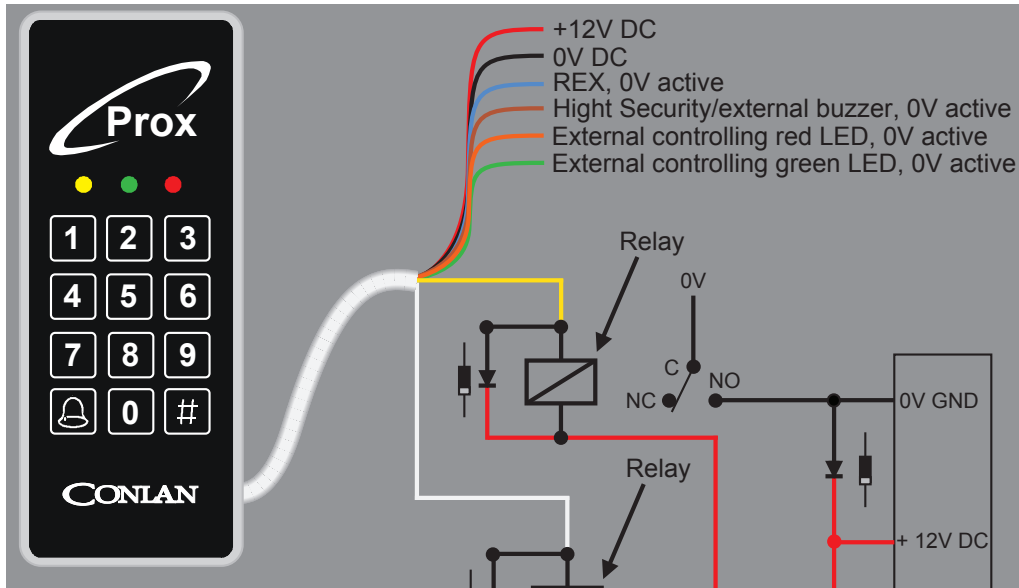 Prox
1 2 3
4 5 6
7 8 9
0 #
CONLAN
+12V DC
0V DC
REX, 0V active
Hight Security/external buzzer, 0V active
External controlling red LED, 0V active
External controlling green LED, 0V active
Relay
0V
C
NC
NO
0V GND
Relay
+ 12V DC